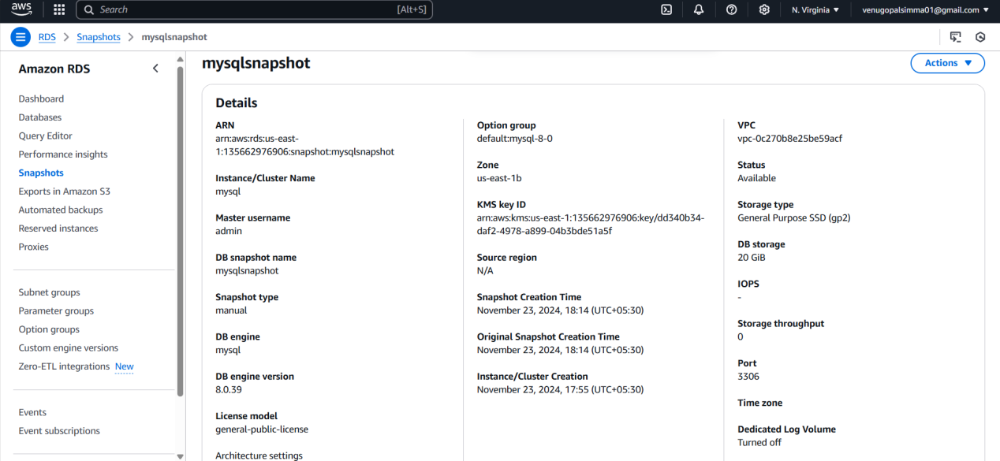 aws
Search
[Alt+S]
N. Virginia
venugopalsimma01@gmail.com
RDS
Snapshots
mysqlsnapshot
Amazon RDS
Dashboard
Databases
Query Editor
Performance insights
Snapshots
Exports in Amazon S3
Automated backups
Reserved instances
Proxies
Subnet groups
Parameter groups
Option groups
Custom engine versions
Zero-ETL integrations New
Events
Event subscriptions
mysqlsnapshot
Actions
Details
ARN
arn:aws:rds:us-east-
1:135662976906:snapshot:mysqlsnapshot
Instance/Cluster Name
mysql
Master username
admin
DB snapshot name
mysqlsnapshot
Snapshot type
manual
DB engine
mysql
DB engine version
8.0.39
License model
general-public-license
Architecture settings
Option group
default:mysql-8-0
Zone
us-east-1b
KMS key ID
arn:aws:kms:us-east-1:135662976906:key/dd340b34-
daf2-4978-a899-04b3bde51a5f
Source region
N/A
Snapshot Creation Time
November 23, 2024, 18:14 (UTC+05:30)
Original Snapshot Creation Time
November 23, 2024, 18:14 (UTC+05:30)
Instance/Cluster Creation
November 23, 2024, 17:55 (UTC+05:30)
VPC
vpc-0c270b8e25be59acf
Status
Available
Storage type
General Purpose SSD (gp2)
DB storage
20 GiB
IOPS
-
Storage throughput
0
Port
3306
Time zone
Dedicated Log Volume
Turned off